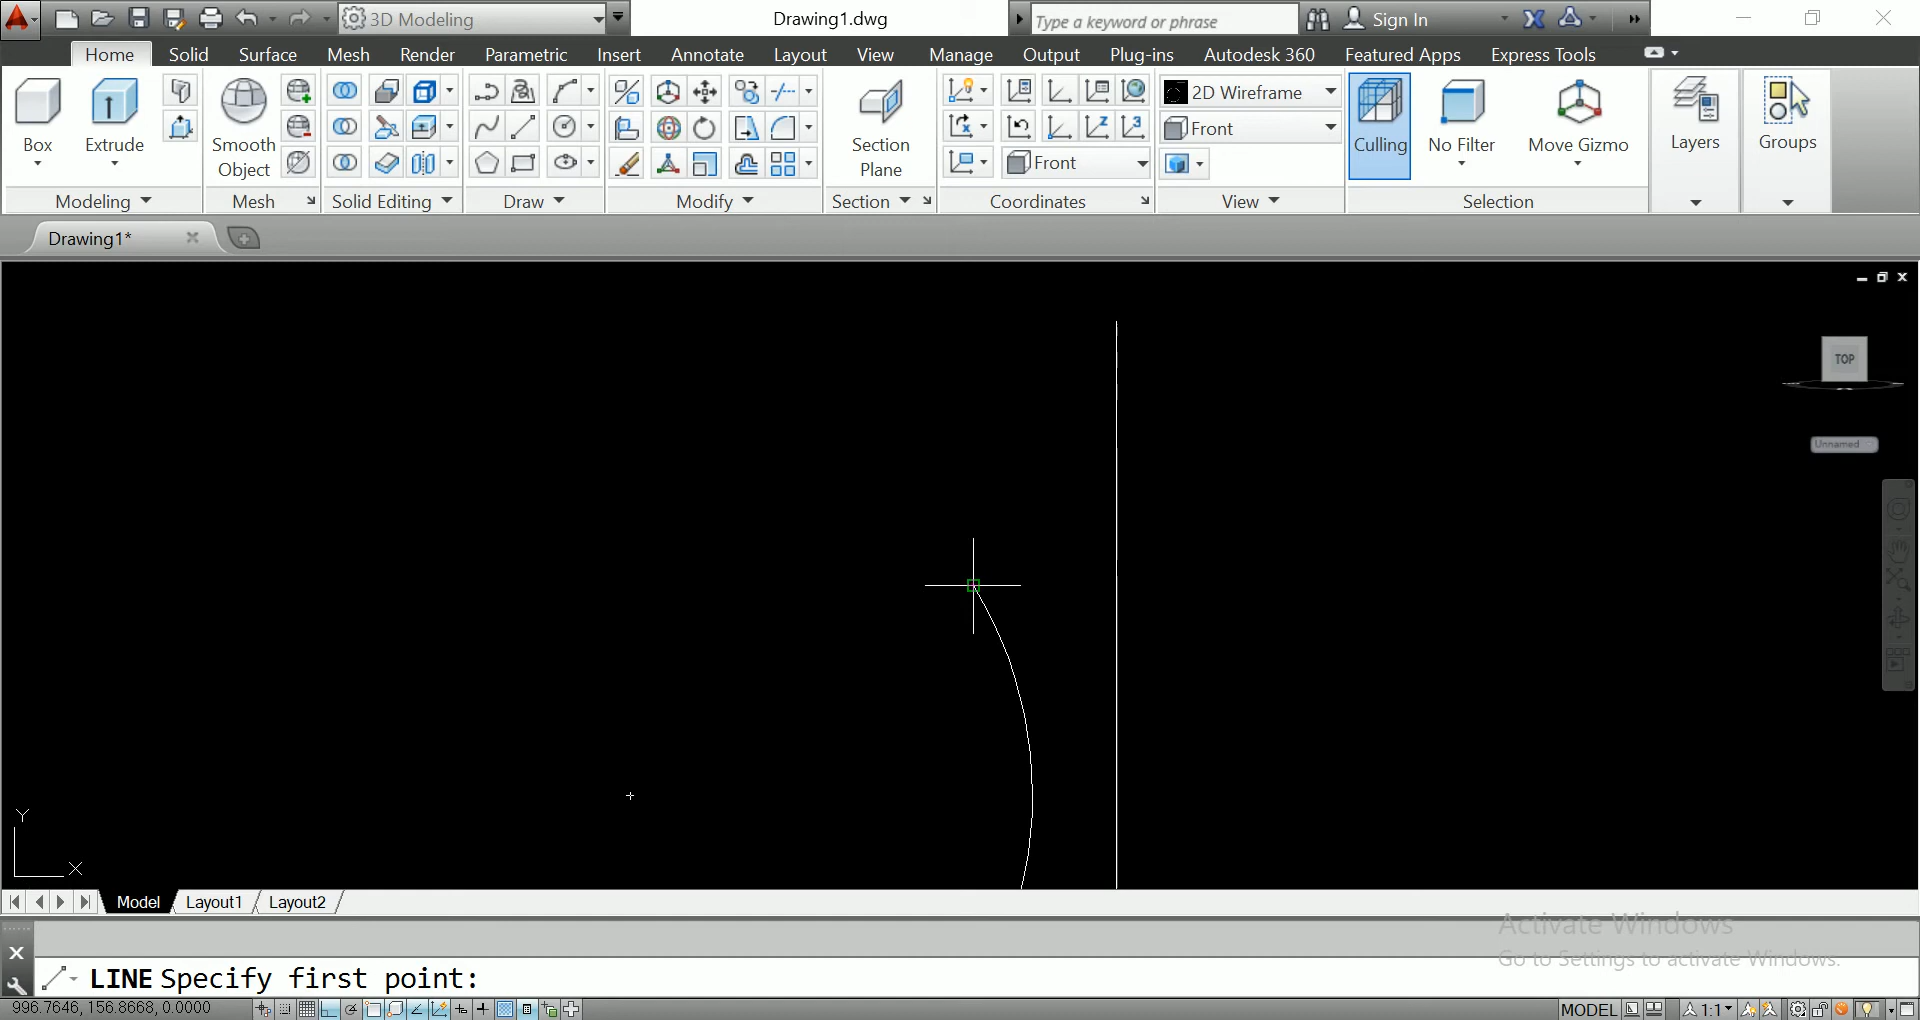 3D Modeling Drawing1.dwg Type a keyword or phrase Sign In
Home Solid Surface Mesh Render Parametric Insert Annotate Layout View Manage Output Plug-ins Autodesk 360 Featured Apps Express Tools
2D Wireframe
Front
Box Extrude Smooth Object Section Plane Front Culling No Filter Move Gizmo Layers Groups
Modeling Mesh Solid Editing Draw Modify Section Coordinates View Selection
Drawing1*
TOP
Unnamed
Y
X
Model Layout1 Layout2
Activate Windows
Go to Settings to activate Windows.
LINE Specify first point:
996.7646, 156.8668, 0.0000 MODEL 1:1